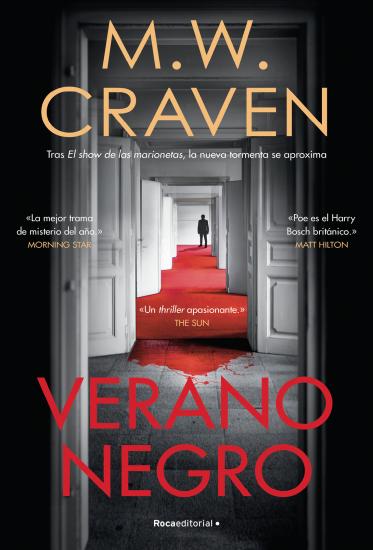 M. W.
CRAVEN
Tras El show de las marionetas, la nueva tormenta se aproxima
«La mejor trama
de misterio del año.»
MORNING STAR
«Poe es el Harry
Bosch británico.»
MATT HILTON
«Un thriller apasionante.»
THE SUN
VERANO
NEGRO
Rocaeditorial